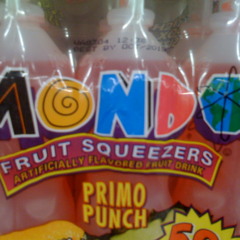 MONDO
FRUIT SQUEEZERS
ARTIFICIALLY FLAVORED FRUIT DRINK
PRIMO
PUNCH